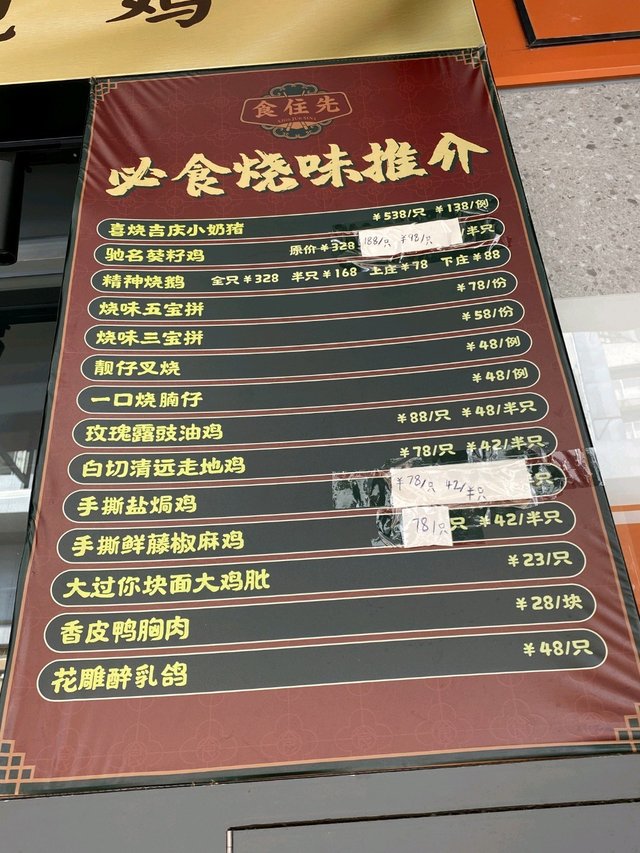 鸡
食住先
必食烧味推介
喜烧吉庆小奶猪 ¥538/只 ¥138/例
驰名葵籽鸡 原价¥328 188/只 ¥98/只 /半只
精神烧鹅 全只¥328 半只¥168 上庄¥78 下庄¥88
烧味五宝拼 ¥78/份
烧味三宝拼 ¥58/份
靓仔叉烧 ¥48/例
一口烧腩仔 ¥48/例
玫瑰露豉油鸡 ¥88/只 ¥48/半只
白切清远走地鸡 ¥78/只 ¥42/半只
手撕盐焗鸡 ¥78/只 42/半只 只
手撕鲜藤椒麻鸡 78/只 只 ¥42/半只
大过你块面大鸡肶 ¥23/只
香皮鸭胸肉 ¥28/块
花雕醉乳鸽 ¥48/只